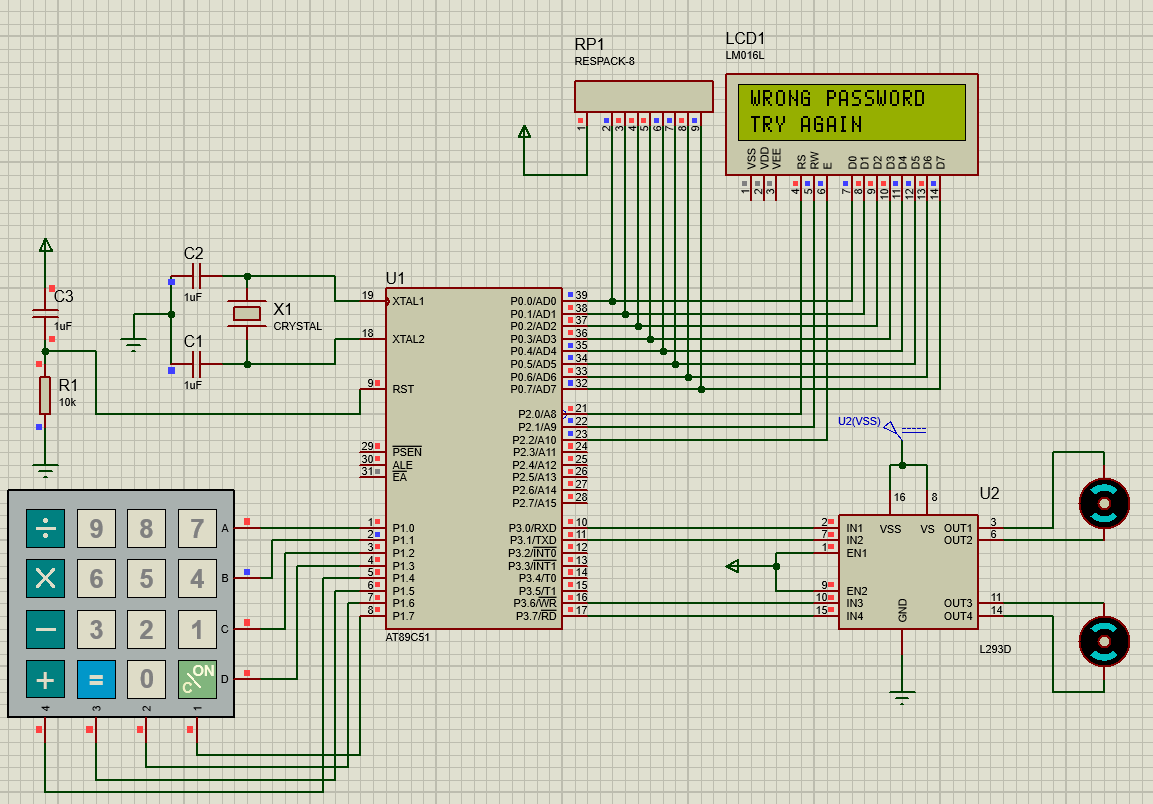 RP1
RESPACK-8
1 2 3 4 5 6 7 8 9
LCD1
LM016L
WRONG PASSWORD
TRY AGAIN
VSS VDD VEE RS RW E D0 D1 D2 D3 D4 D5 D6 D7
1 2 3 4 5 6 7 8 9 10 11 12 13 14
C3
1uF
R1
10k
C2
1uF
X1
CRYSTAL
C1
1uF
U1
19 XTAL1
18 XTAL2
9 RST
29 PSEN
30 ALE
31 EA
1 P1.0
2 P1.1
3 P1.2
4 P1.3
5 P1.4
6 P1.5
7 P1.6
8 P1.7
P0.0/AD0 39
P0.1/AD1 38
P0.2/AD2 37
P0.3/AD3 36
P0.4/AD4 35
P0.5/AD5 34
P0.6/AD6 33
P0.7/AD7 32
P2.0/A8 21
P2.1/A9 22
P2.2/A10 23
P2.3/A11 24
P2.4/A12 25
P2.5/A13 26
P2.6/A14 27
P2.7/A15 28
P3.0/RXD 10
P3.1/TXD 11
P3.2/INT0 12
P3.3/INT1 13
P3.4/T0 14
P3.5/T1 15
P3.6/WR 16
P3.7/RD 17
AT89C51
÷ 9 8 7 A
× 6 5 4 B
− 3 2 1 C
+ = 0 ON/C D
4 3 2 1
U2(VSS)
U2
16 8
VSS VS
2 IN1
7 IN2
1 EN1
9 EN2
10 IN3
15 IN4
GND
OUT1 3
OUT2 6
OUT3 11
OUT4 14
L293D